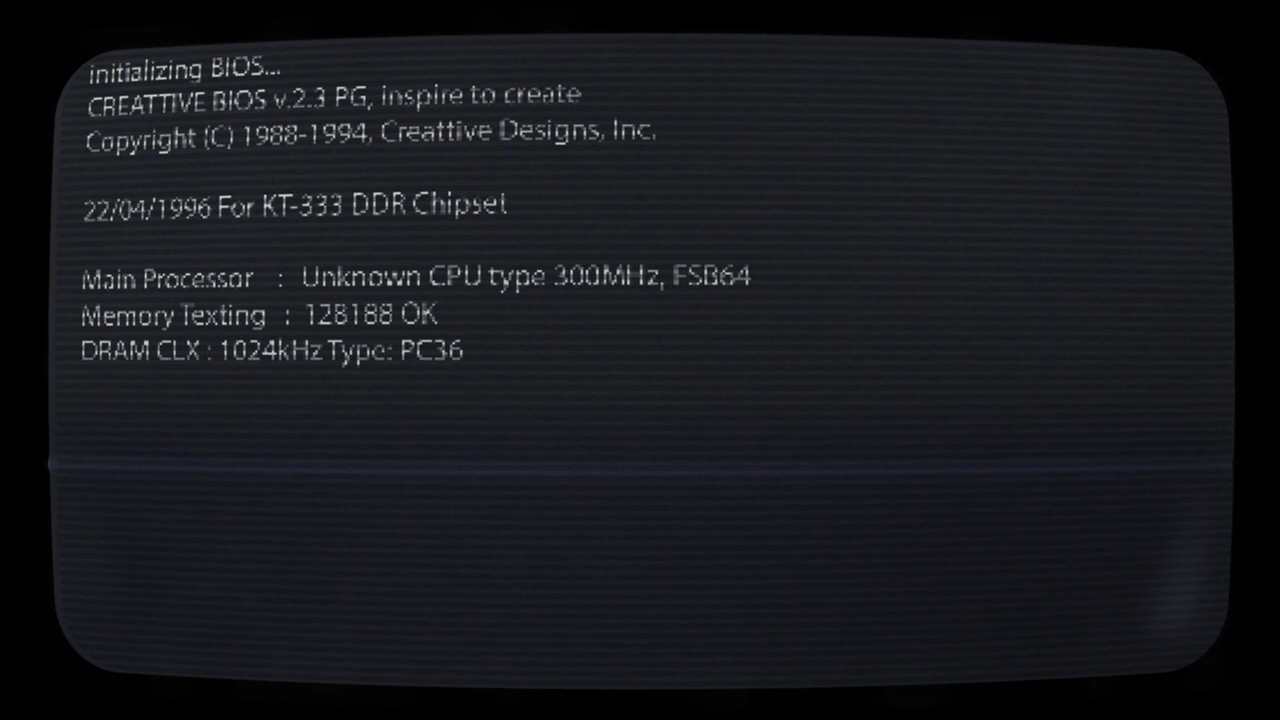 initializing BIOS...
CREATTIVE BIOS v.2.3 PG, inspire to create
Copyright (C) 1988-1994, Creattive Designs, Inc.
22/04/1996 For KT-333 DDR Chipset
Main Processor : Unknown CPU type 300MHz, FSB64
Memory Texting : 128188 OK
DRAM CLX : 1024kHz Type: PC36